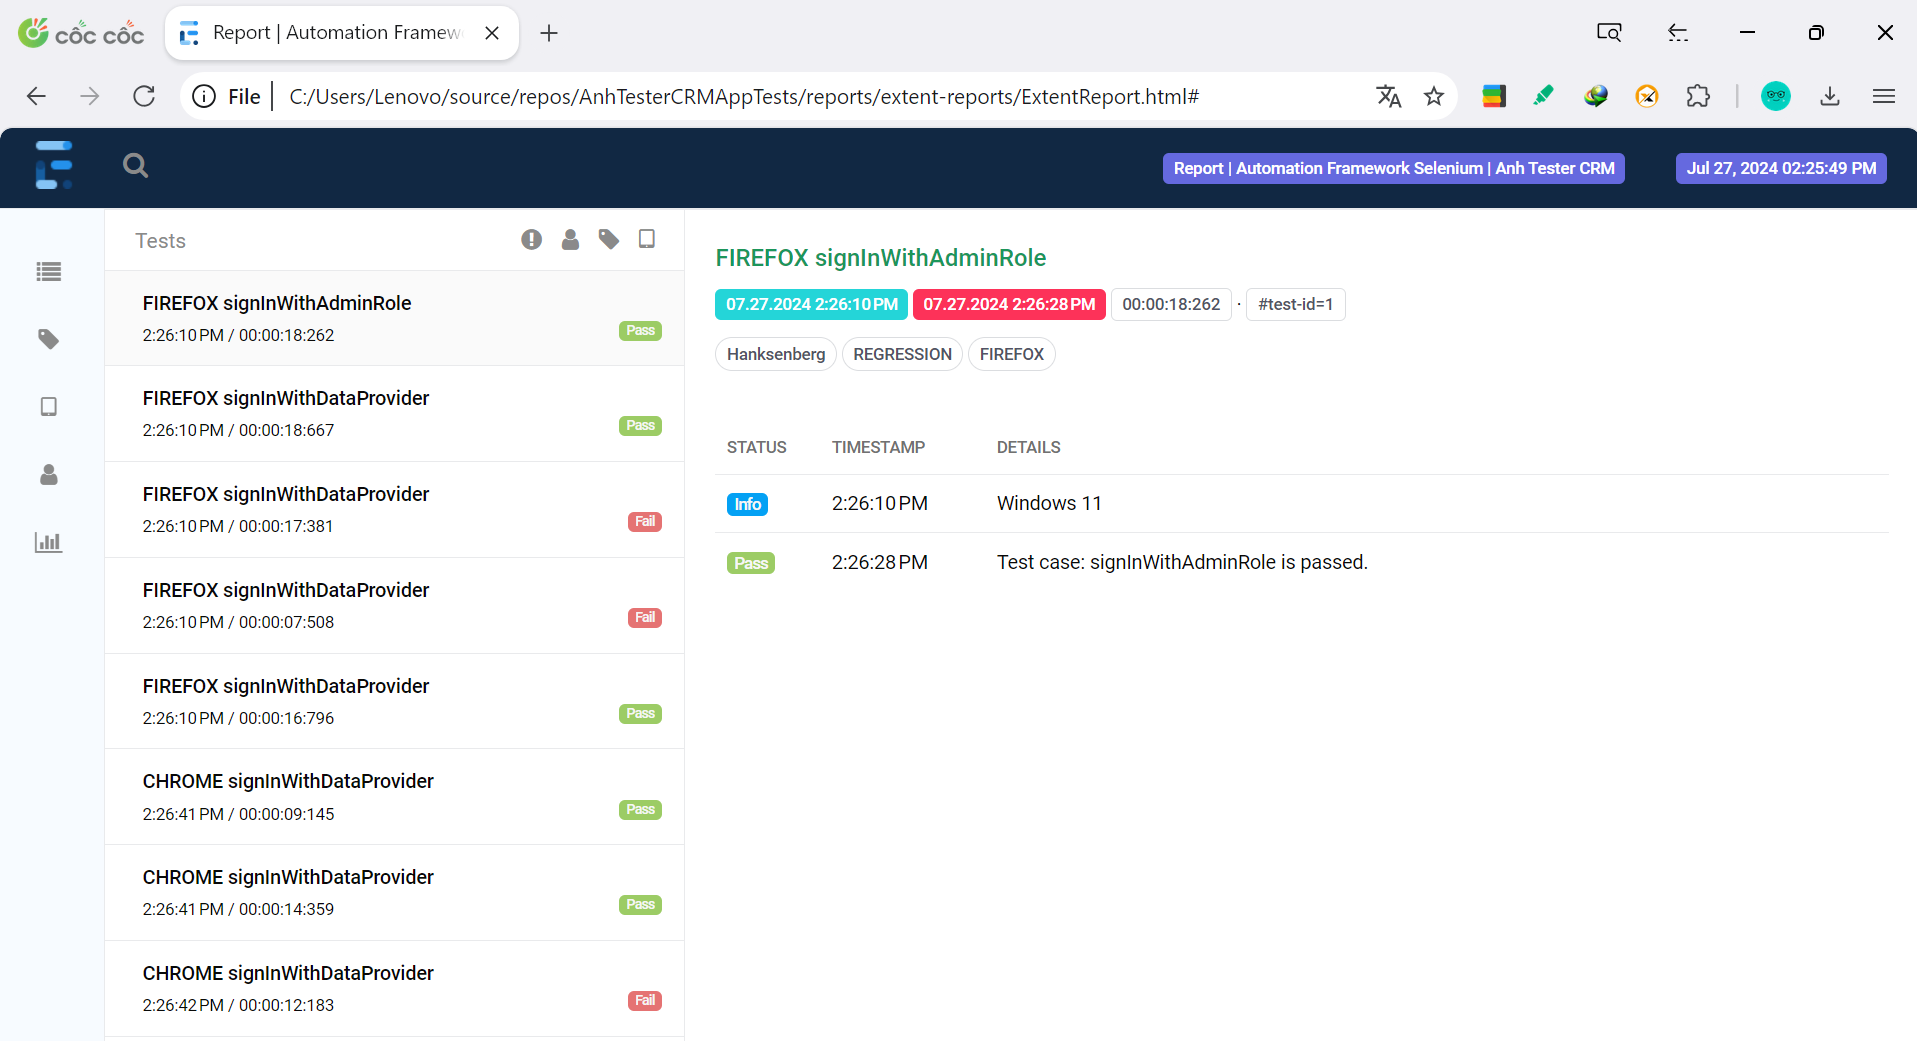 cốc cốc
Report | Automation Framew
File
C:/Users/Lenovo/source/repos/AnhTesterCRMAppTests/reports/extent-reports/ExtentReport.html#
Report | Automation Framework Selenium | Anh Tester CRM
Jul 27, 2024 02:25:49 PM
Tests
FIREFOX signInWithAdminRole
2:26:10 PM / 00:00:18:262
Pass
FIREFOX signInWithDataProvider
2:26:10 PM / 00:00:18:667
Pass
FIREFOX signInWithDataProvider
2:26:10 PM / 00:00:17:381
Fail
FIREFOX signInWithDataProvider
2:26:10 PM / 00:00:07:508
Fail
FIREFOX signInWithDataProvider
2:26:10 PM / 00:00:16:796
Pass
CHROME signInWithDataProvider
2:26:41 PM / 00:00:09:145
Pass
CHROME signInWithDataProvider
2:26:41 PM / 00:00:14:359
Pass
CHROME signInWithDataProvider
2:26:42 PM / 00:00:12:183
Fail
FIREFOX signInWithAdminRole
07.27.2024 2:26:10 PM 07.27.2024 2:26:28 PM 00:00:18:262 · #test-id=1
Hanksenberg REGRESSION FIREFOX
STATUS TIMESTAMP DETAILS
Info 2:26:10 PM Windows 11
Pass 2:26:28 PM Test case: signInWithAdminRole is passed.